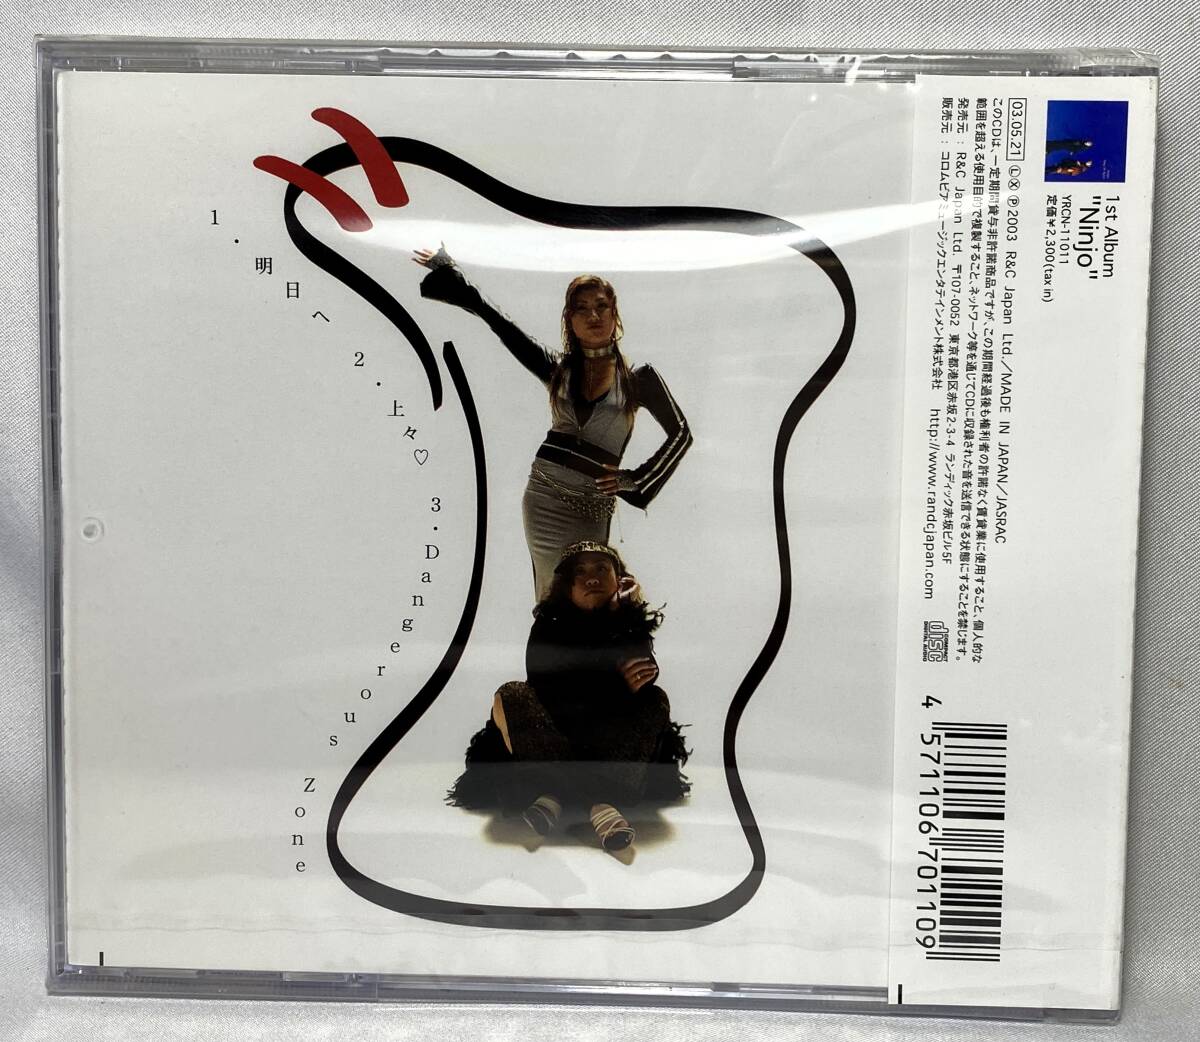 1.明日へ
2.上々♡
3.Dangerous Zone
1st Album
"Ninjo"
YRCN-11011
定価¥2,300(tax in)
03.05.21 ⓁⓍ Ⓟ2003 R&C Japan Ltd./MADE IN JAPAN/JASRAC
このCDは、一定期間貸与非許諾商品ですが、この期間経過後も権利者の許諾なく賃貸業に使用すること、個人的な
範囲を超える使用目的で複製すること、ネットワーク等を通じてCDに収録された音を送信できる状態にすることを禁じます。
発売元:R&C Japan Ltd. 〒107-0052 東京都港区赤坂2-3-4 ランディック赤坂ビル5F
販売元:コロムビアミュージックエンタテインメント株式会社 http://www.randcjapan.com
COMPACT
disc
DIGITAL AUDIO
4 571106 701109